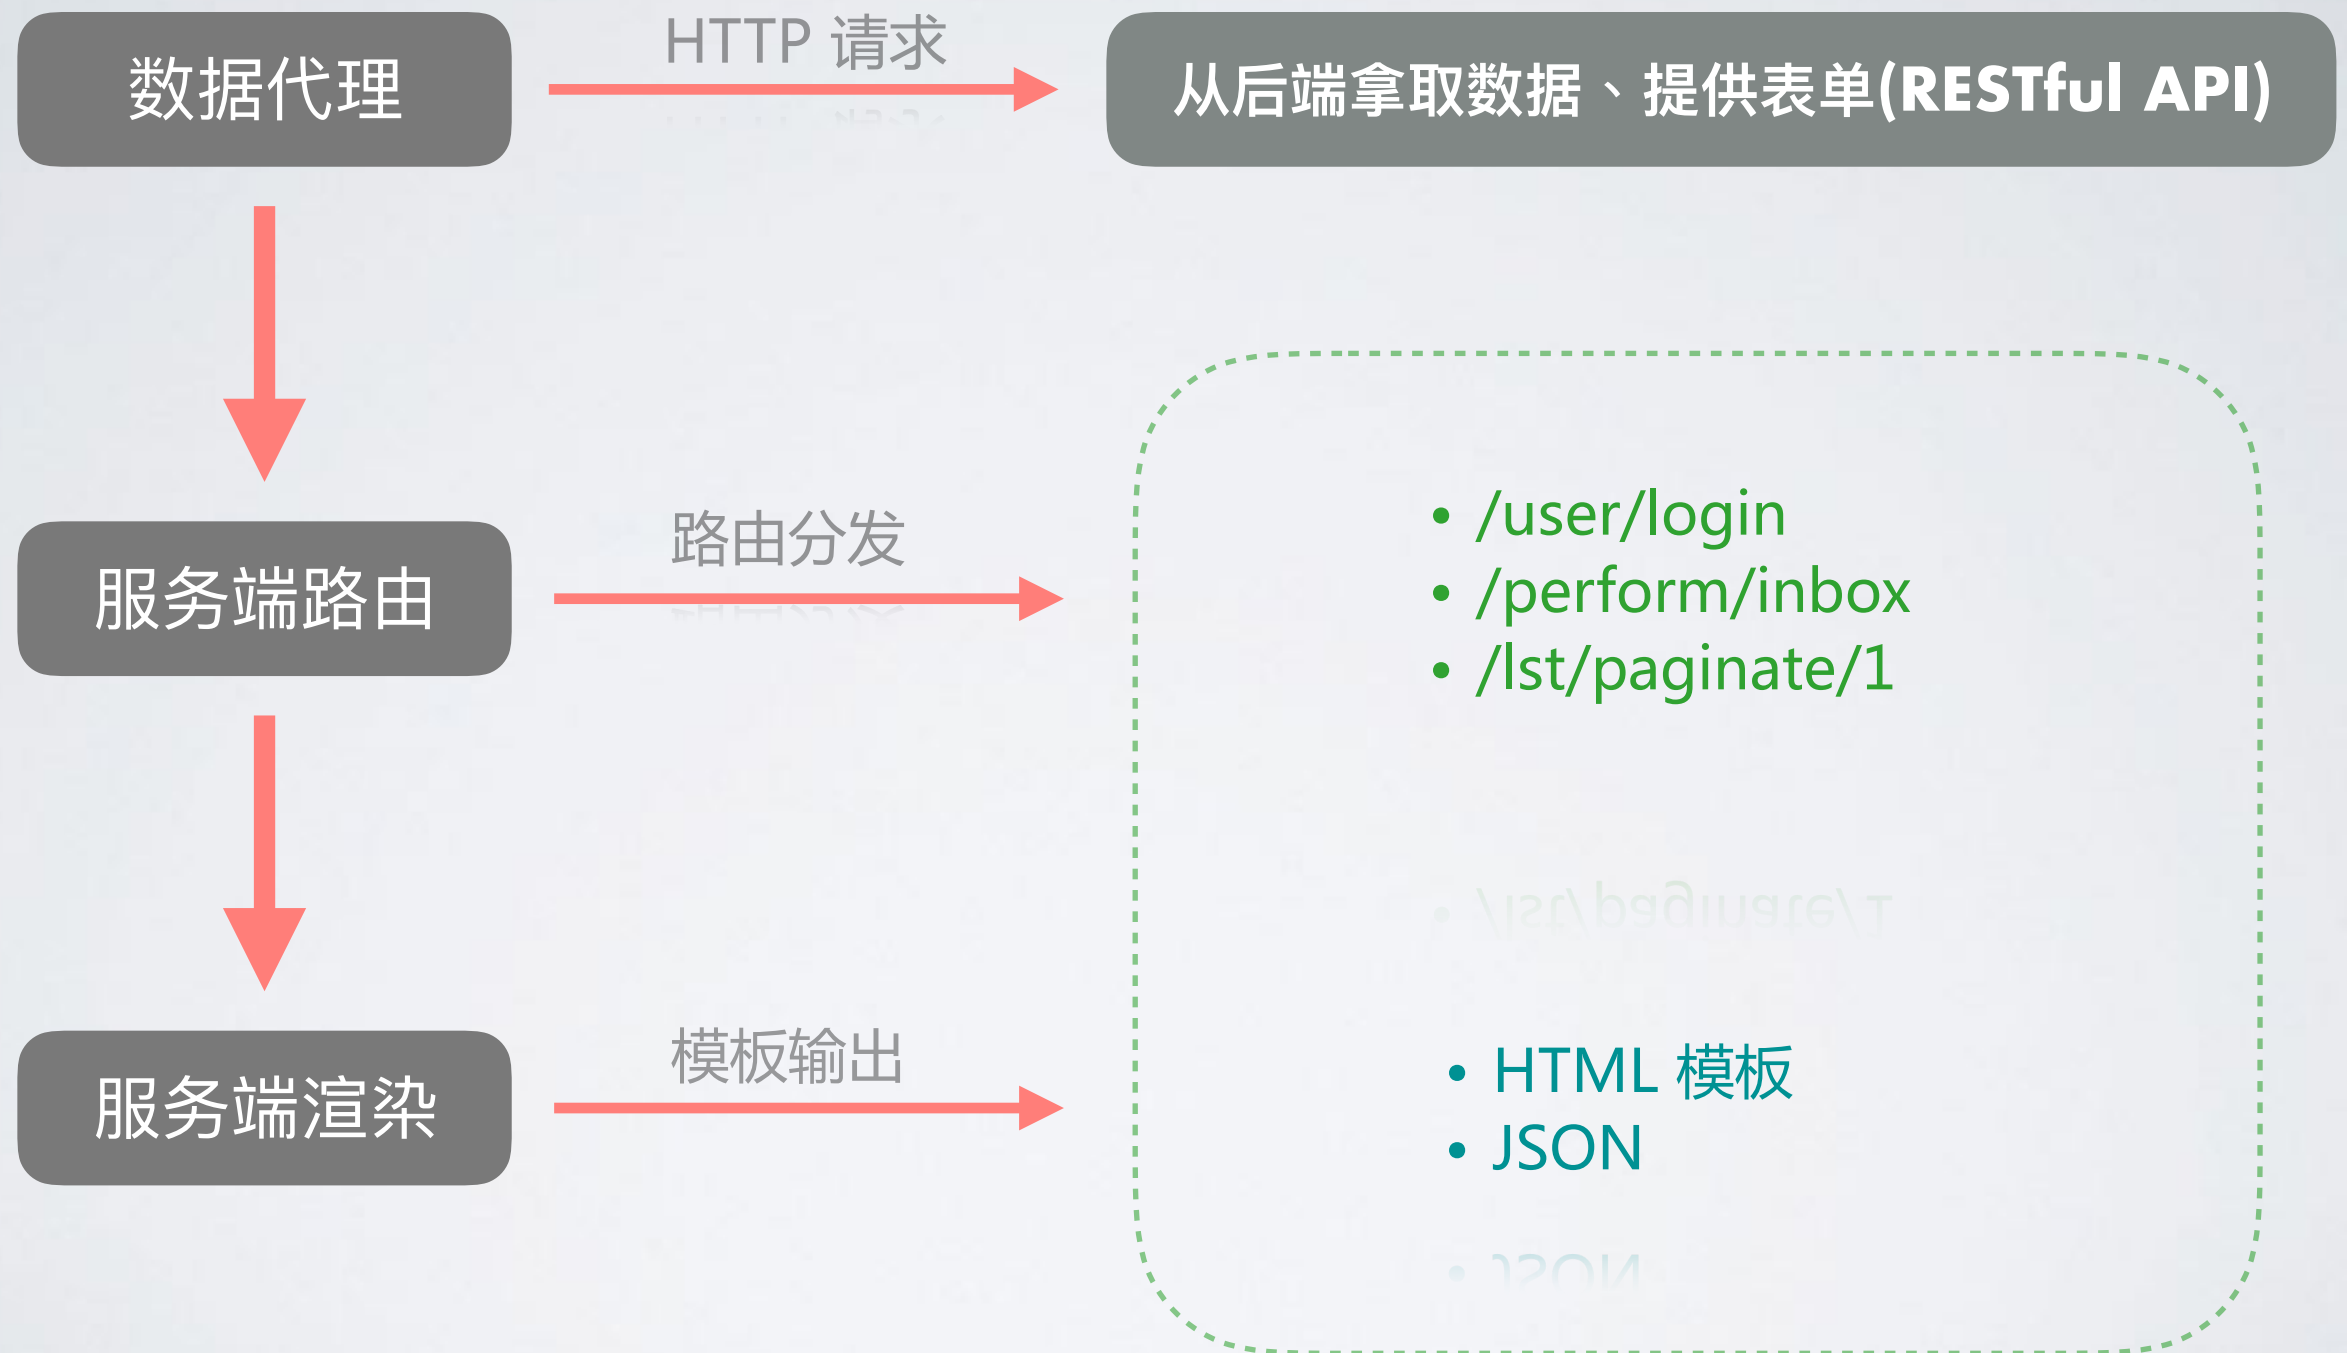 数据代理
HTTP 请求
从后端拿取数据、提供表单(RESTful API)
服务端路由
路由分发
• /user/login
• /perform/inbox
• /lst/paginate/1
服务端渲染
模板输出
• HTML 模板
• JSON